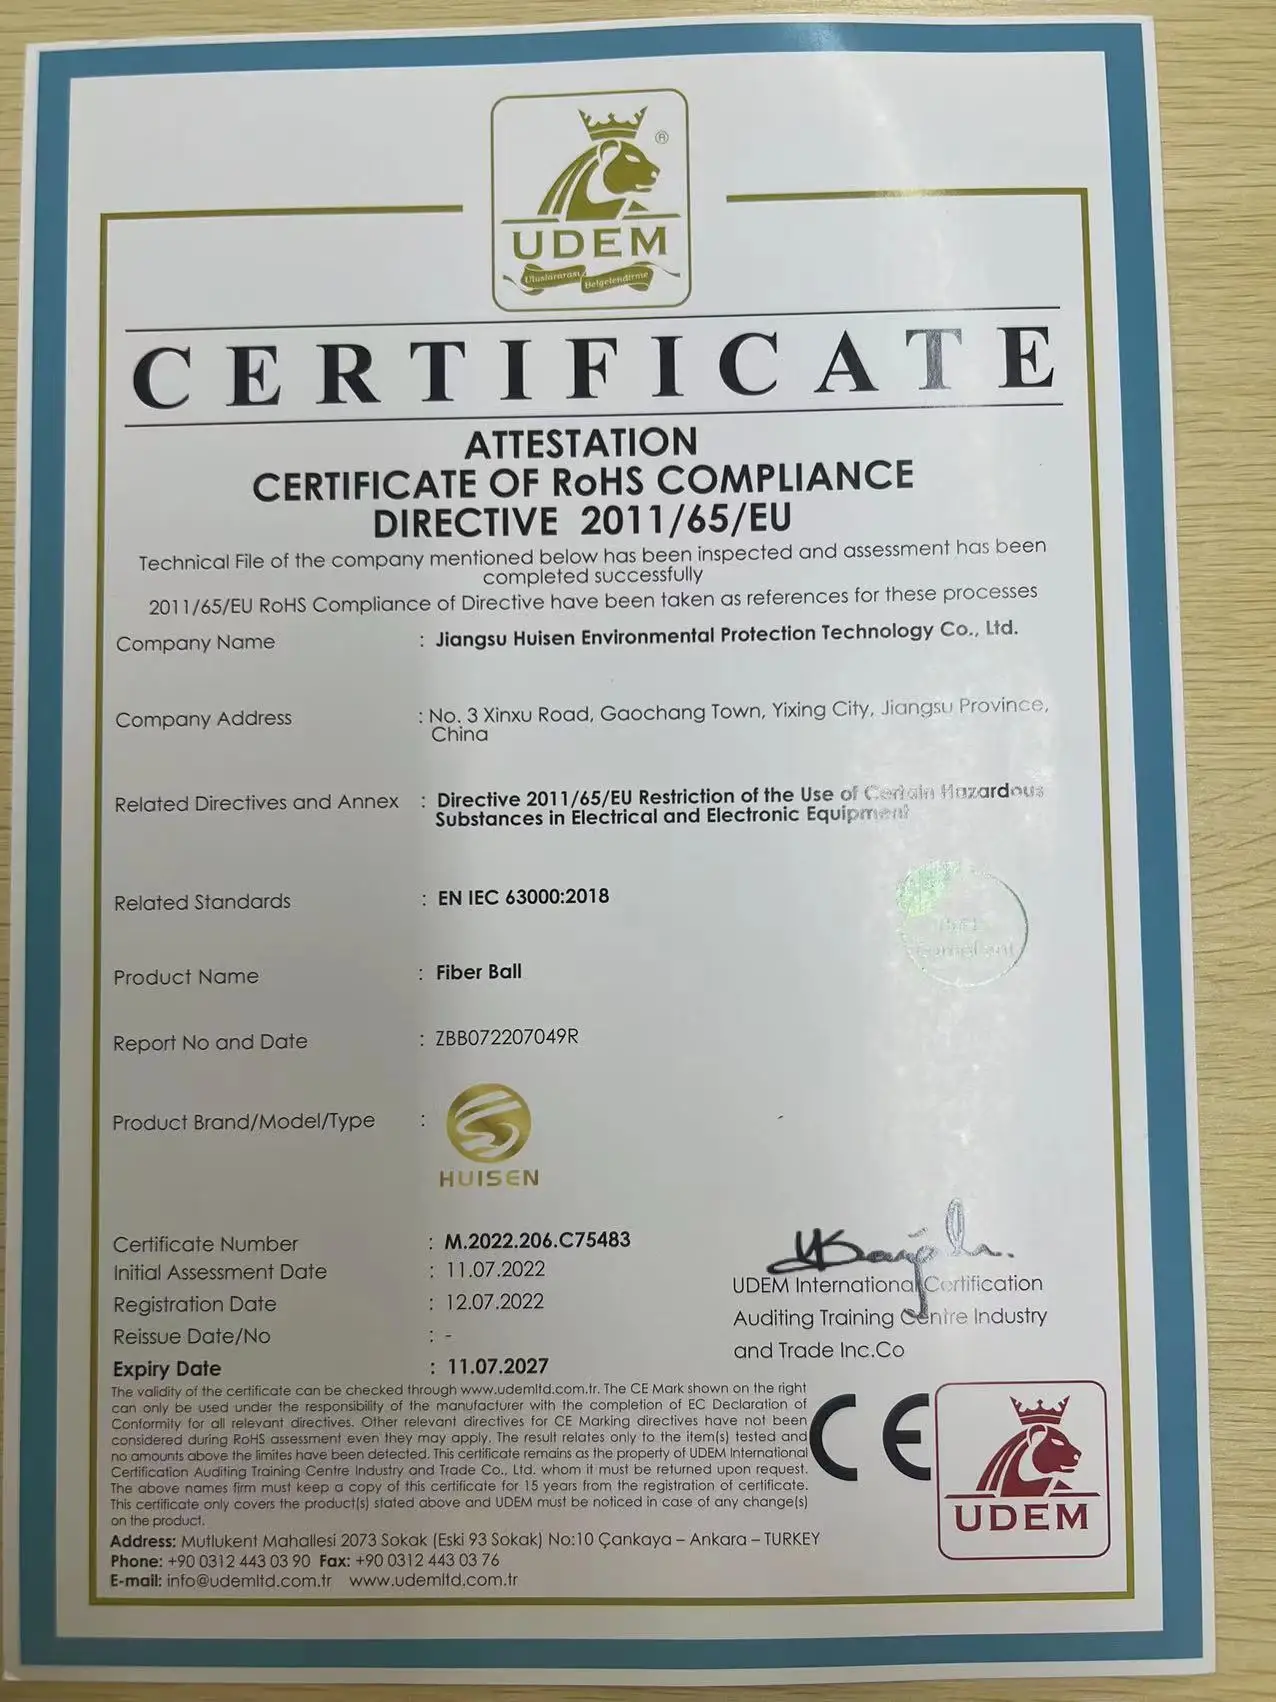 ®
UDEM
Uluslararası Belgelendirme
CERTIFICATE
ATTESTATION
CERTIFICATE OF RoHS COMPLIANCE
DIRECTIVE 2011/65/EU
Technical File of the company mentioned below has been inspected and assessment has been
completed successfully
2011/65/EU RoHS Compliance of Directive have been taken as references for these processes
Company Name : Jiangsu Huisen Environmental Protection Technology Co., Ltd.
Company Address : No. 3 Xinxu Road, Gaochang Town, Yixing City, Jiangsu Province,
China
Related Directives and Annex : Directive 2011/65/EU Restriction of the Use of Certain Hazardous
Substances in Electrical and Electronic Equipment
Related Standards : EN IEC 63000:2018
Compliant
Product Name : Fiber Ball
Report No and Date : ZBB072207049R
Product Brand/Model/Type :
HUISEN
-
Certificate Number : M.2022.206.C75483
Initial Assessment Date : 11.07.2022
Registration Date : 12.07.2022
Reissue Date/No : -
Expiry Date : 11.07.2027
UDEM International Certification
Auditing Training Centre Industry
and Trade Inc.Co
The validity of the certificate can be checked through www.udemltd.com.tr. The CE Mark shown on the right
can only be used under the responsibility of the manufacturer with the completion of EC Declaration of
Conformity for all relevant directives. Other relevant directives for CE Marking directives have not been
considered during RoHS assessment even they may apply. The result relates only to the item(s) tested and
no amounts above the limites have been detected. This certificate remains as the property of UDEM International
Certification Auditing Training Centre Industry and Trade Co., Ltd. whom it must be returned upon request.
The above names firm must keep a copy of this certificate for 15 years from the registration of certificate.
This certificate only covers the product(s) stated above and UDEM must be noticed in case of any change(s)
on the product.
CE
UDEM
Address: Mutlukent Mahallesi 2073 Sokak (Eski 93 Sokak) No:10 Çankaya – Ankara – TURKEY
Phone: +90 0312 443 03 90 Fax: +90 0312 443 03 76
E-mail: info@udemltd.com.tr www.udemltd.com.tr